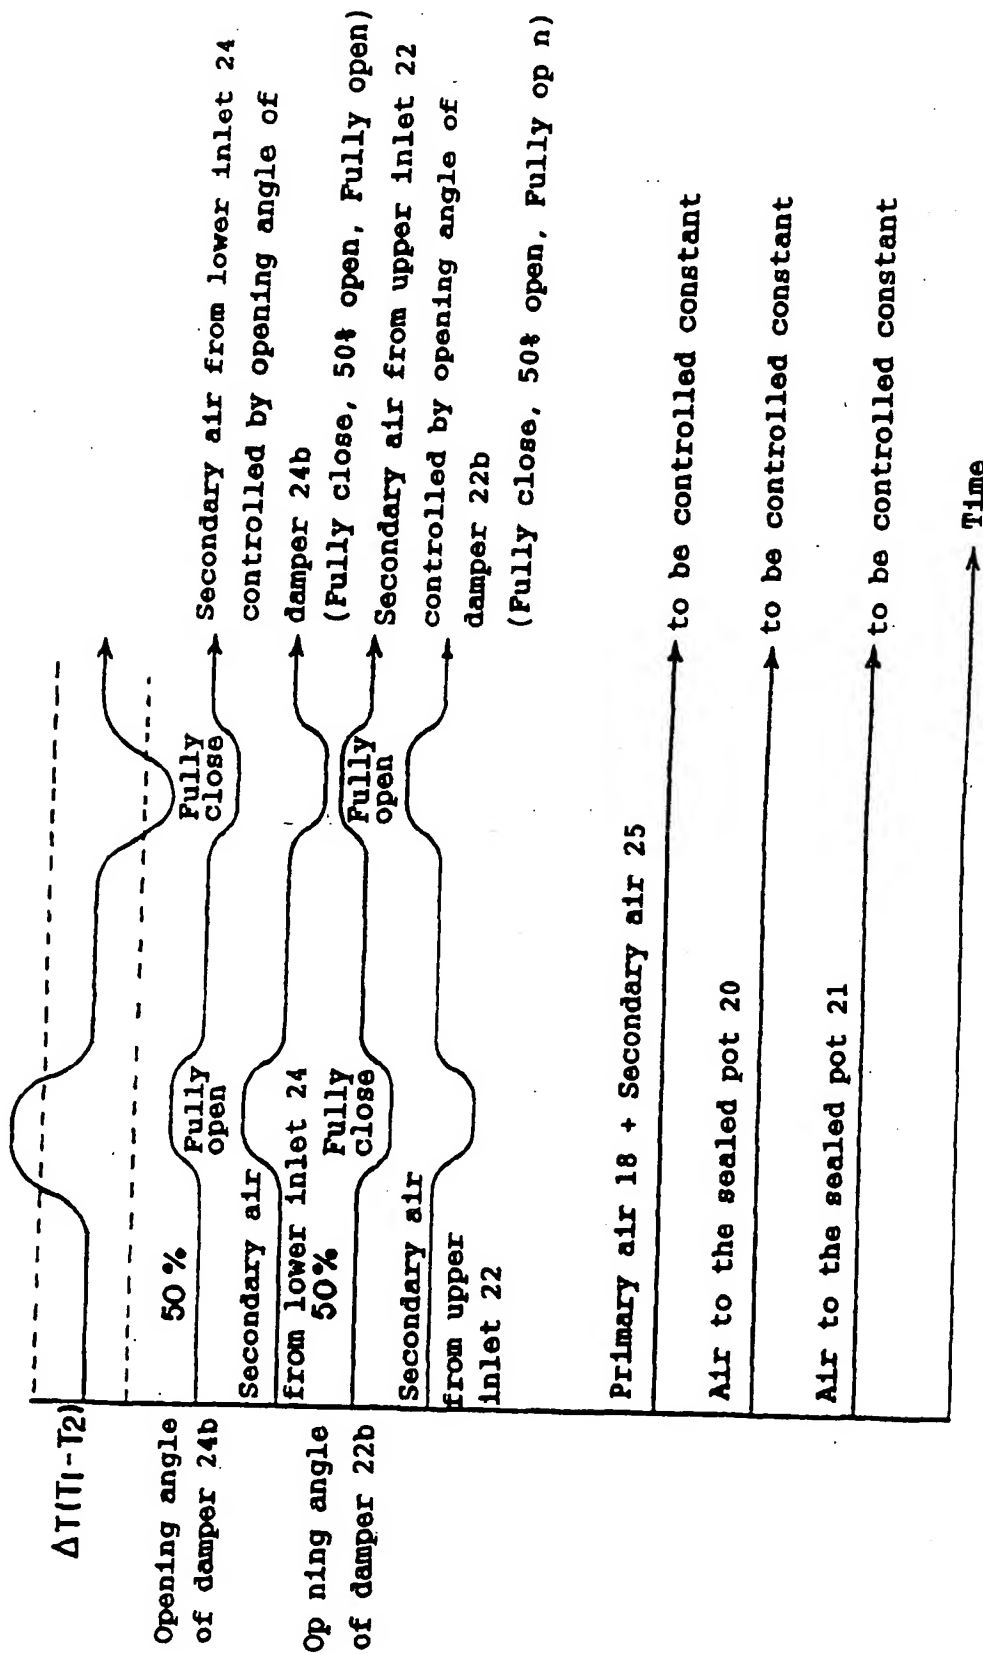 ΔT(T1-T2)
Opening angle
of damper 24b
Op ning angle
of damper 22b
50%
Fully
open
Fully
close
Secondary air
from lower inlet 24
50%
Fully
close
Fully
open
Secondary air
from upper
inlet 22
Secondary air from lower inlet 24
controlled by opening angle of
damper 24b
(Fully close, 50% open, Fully open)
Secondary air from upper inlet 22
controlled by opening angle of
damper 22b
(Fully close, 50% open, Fully op n)
Primary air 18 + Secondary air 25
to be controlled constant
Air to the sealed pot 20
to be controlled constant
Air to the sealed pot 21
to be controlled constant
Time